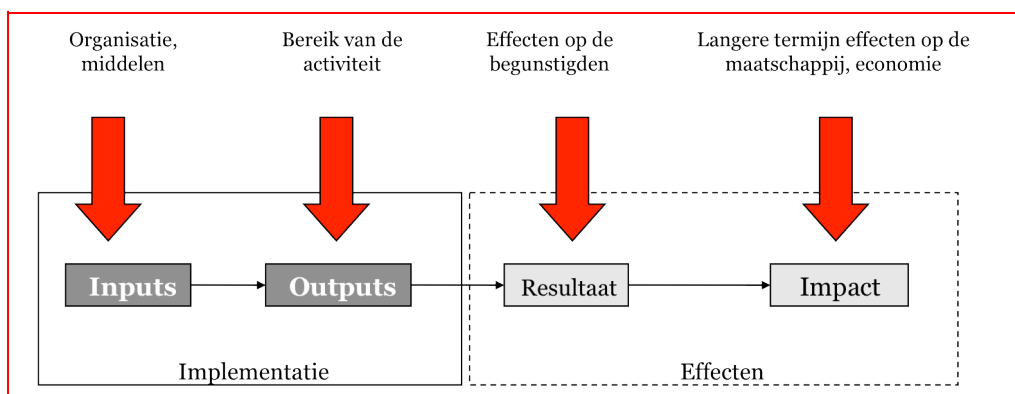 Organisatie,
middelen
Bereik van de
activiteit
Effecten op de
begunstigden
Langere termijn effecten op de
maatschappij, economie
Inputs
Outputs
Resultaat
Impact
Implementatie
Effecten